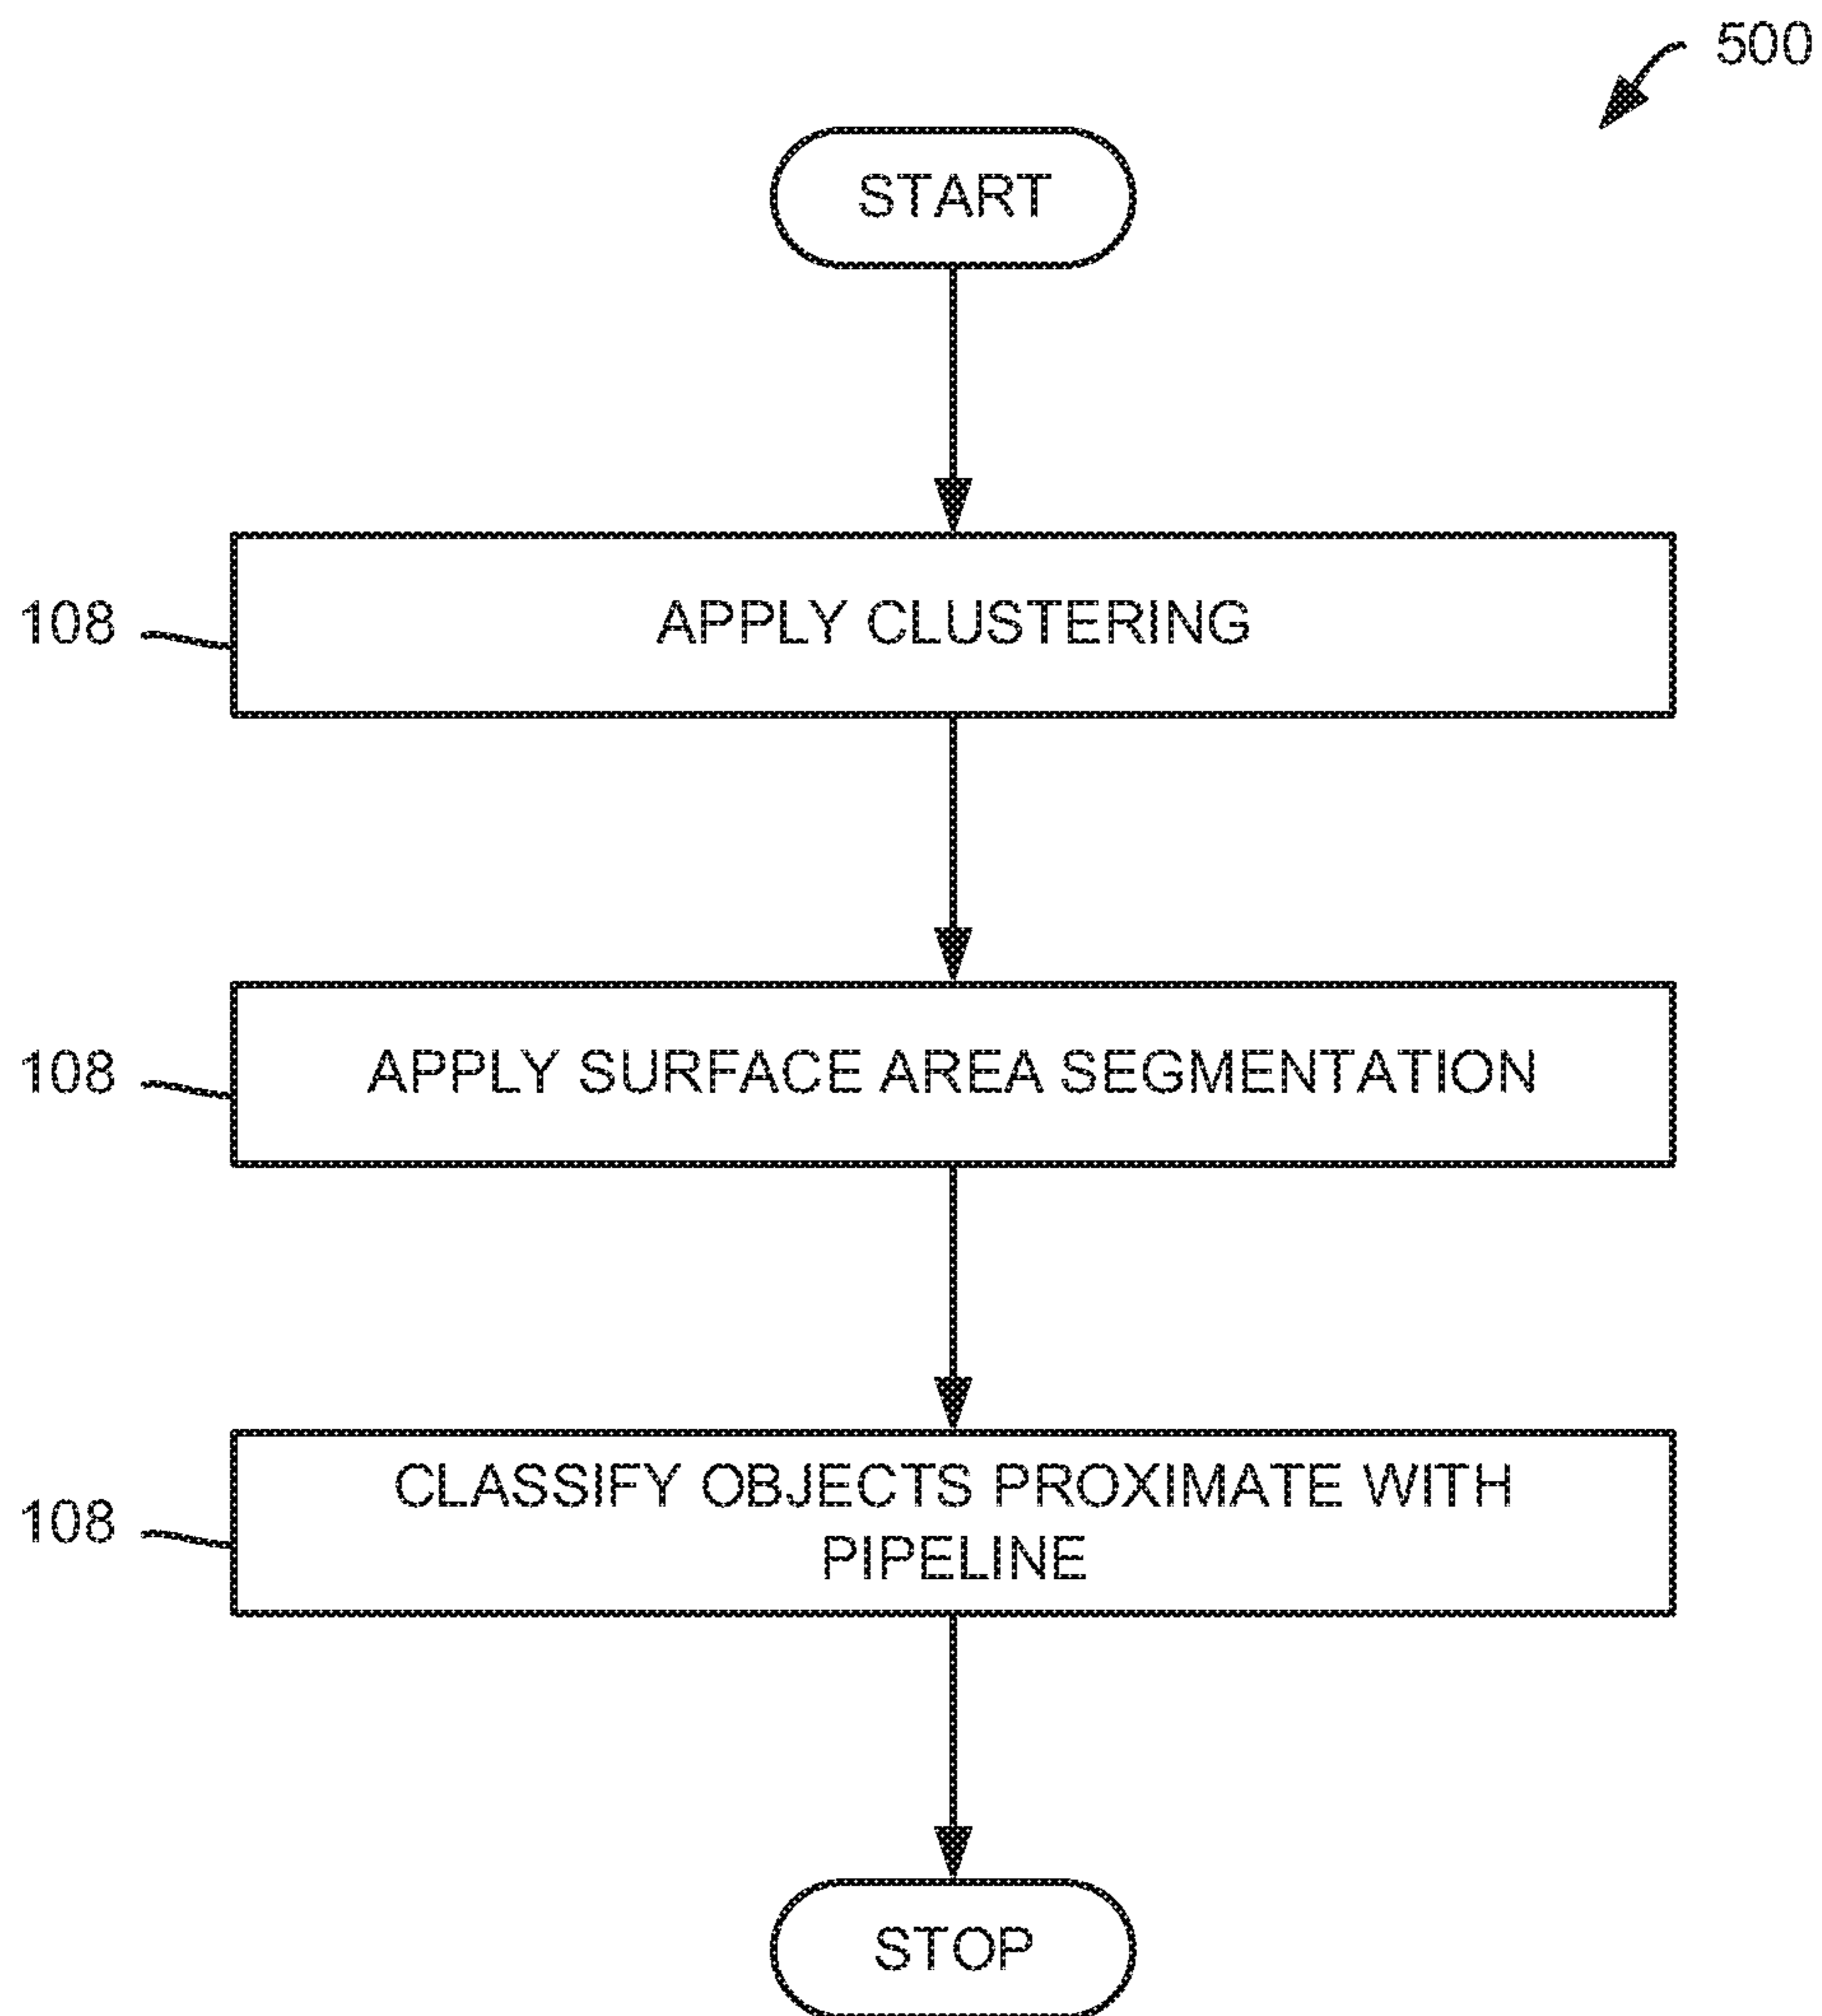 500
START
108
APPLY CLUSTERING
108
APPLY SURFACE AREA SEGMENTATION
108
CLASSIFY OBJECTS PROXIMATE WITH
PIPELINE
STOP